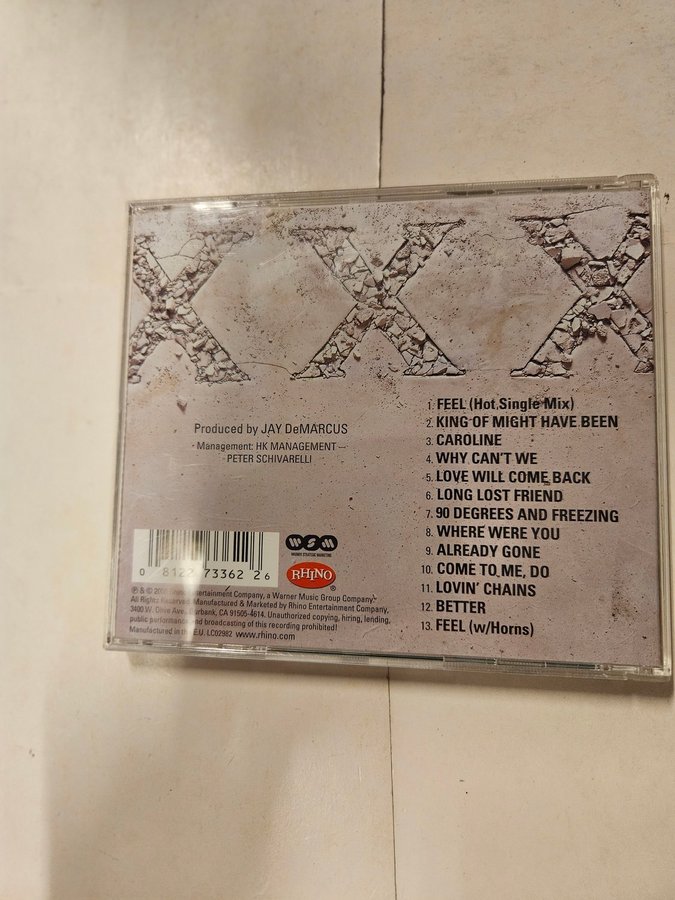 XXX
Produced by JAY DeMARCUS
Management: HK MANAGEMENT —
PETER SCHIVARELLI
1. FEEL (Hot Single Mix)
2. KING OF MIGHT HAVE BEEN
3. CAROLINE
4. WHY CAN'T WE
5. LOVE WILL COME BACK
6. LONG LOST FRIEND
7. 90 DEGREES AND FREEZING
8. WHERE WERE YOU
9. ALREADY GONE
10. COME TO ME, DO
11. LOVIN' CHAINS
12. BETTER
13. FEEL (w/Horns)
0 8122 73362 2 6
WSM
WARNER STRATEGIC MARKETING
RHINO®
℗ & © Entertainment Company, a Warner Music Group Company.
All Rights Reserved. Manufactured & Marketed by Rhino Entertainment Company,
3400 W. Olive Ave., Burbank, CA 91505-4614. Unauthorized copying, hiring, lending,
public performance and broadcasting of this recording prohibited!
Manufactured in the E.U. LC02982 www.rhino.com